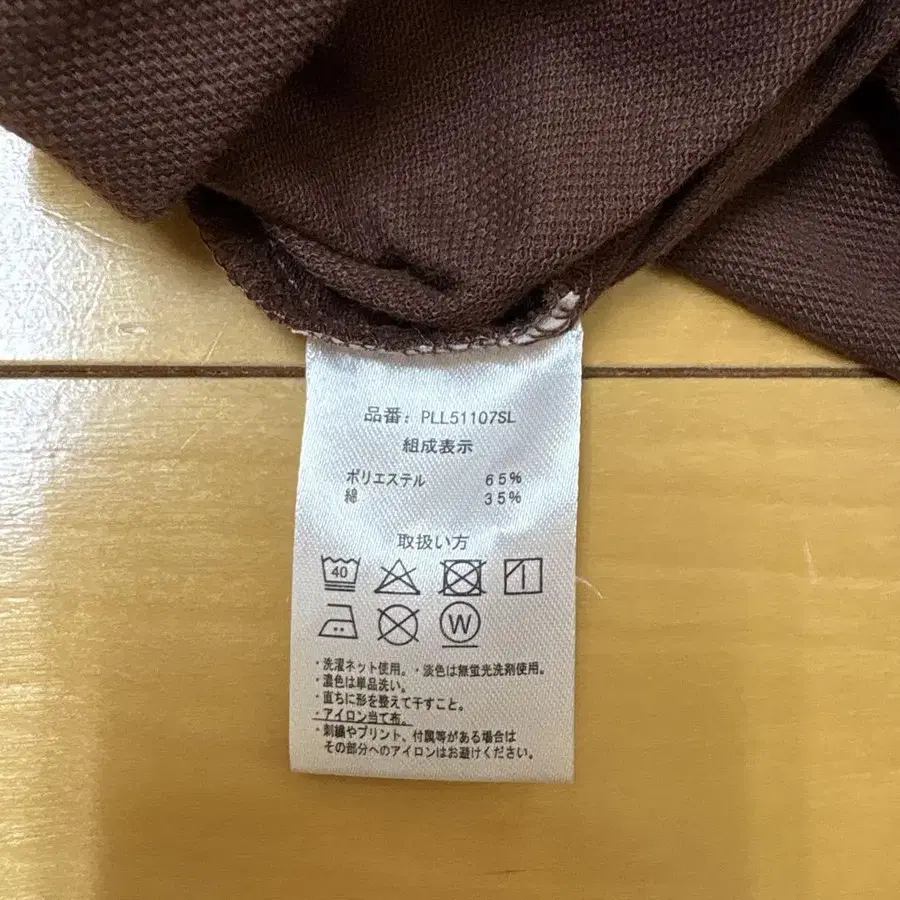 品番: PLL51107SL
組成表示
ポリエステル 65%
綿 35%
取扱い方
40
W
・洗濯ネット使用。・淡色は無蛍光洗剤使用。
・濃色は単品洗い。
・直ちに形を整えて干すこと。
・アイロン当て布。
・刺繍やプリント、付属等がある場合は
その部分へのアイロンはお避けください。